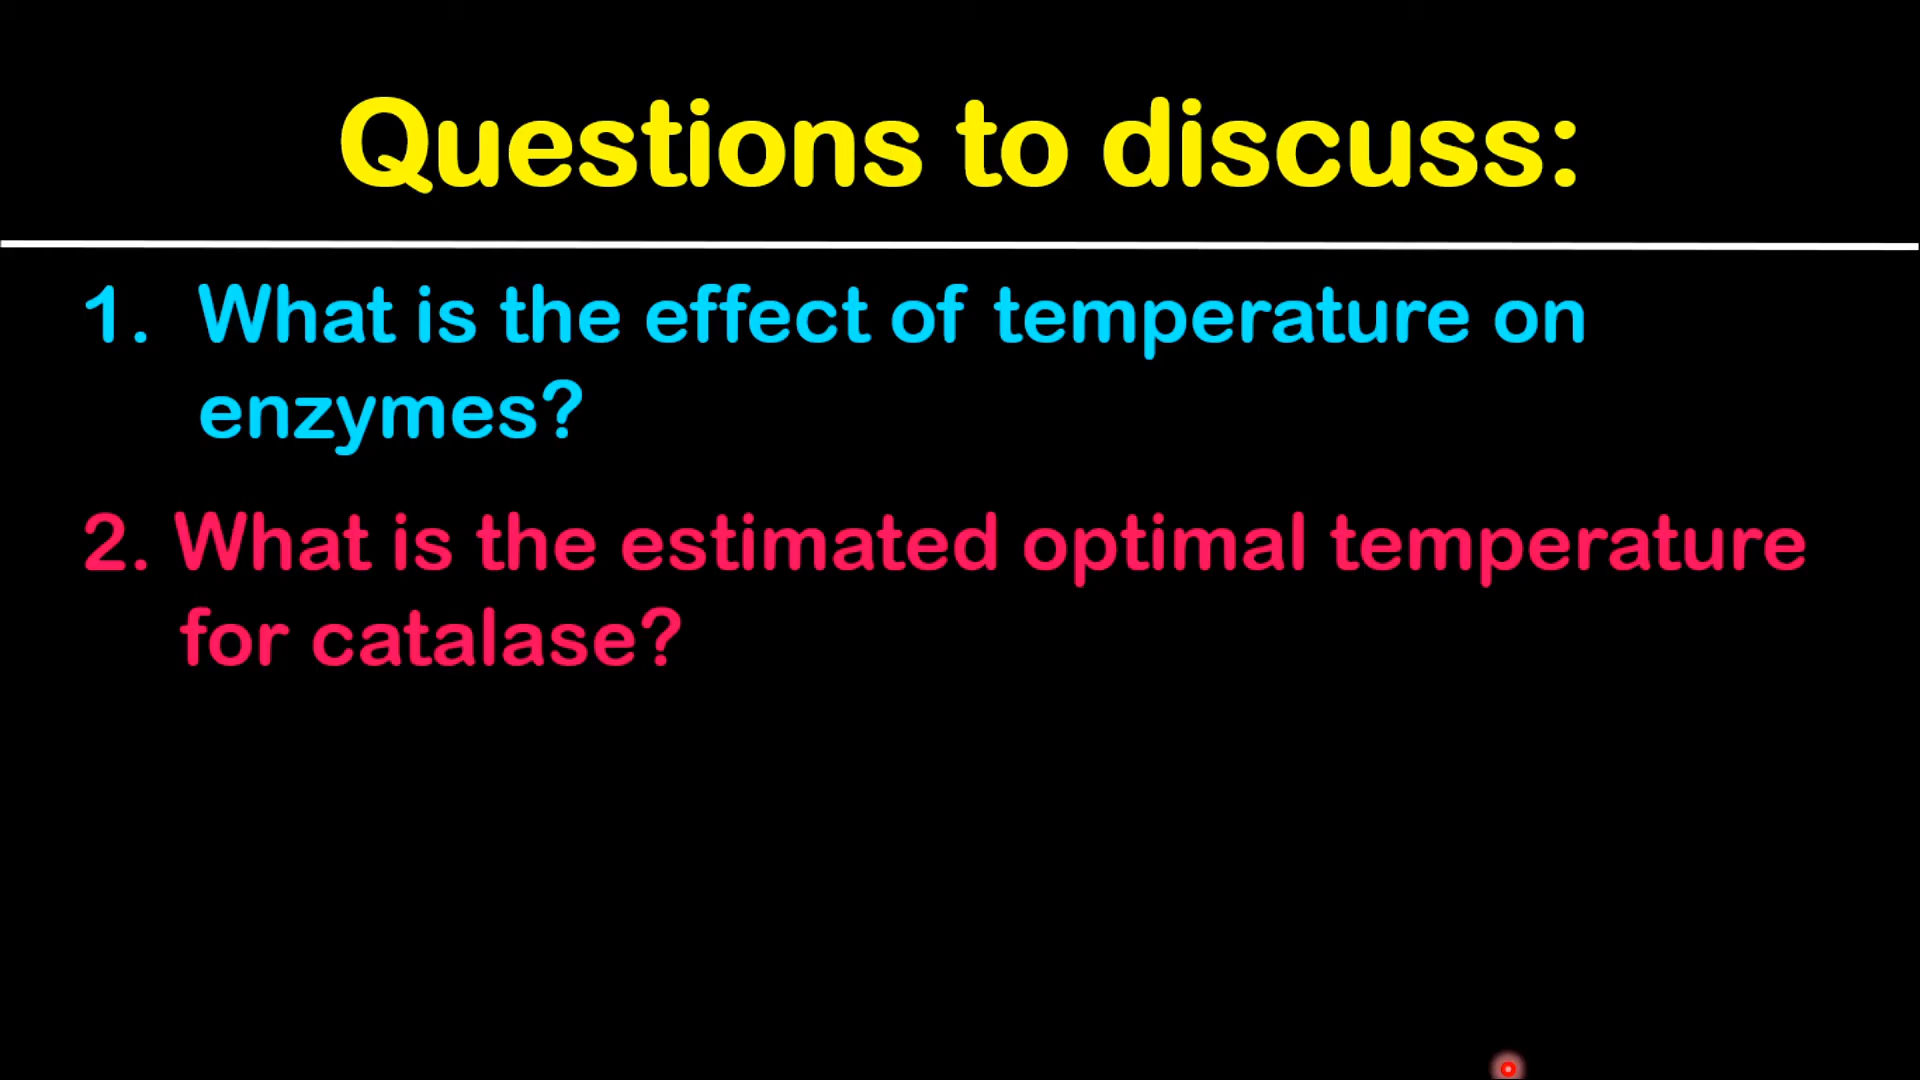 Questions to discuss:
1. What is the effect of temperature on
enzymes?
2. What is the estimated optimal temperature
for catalase?